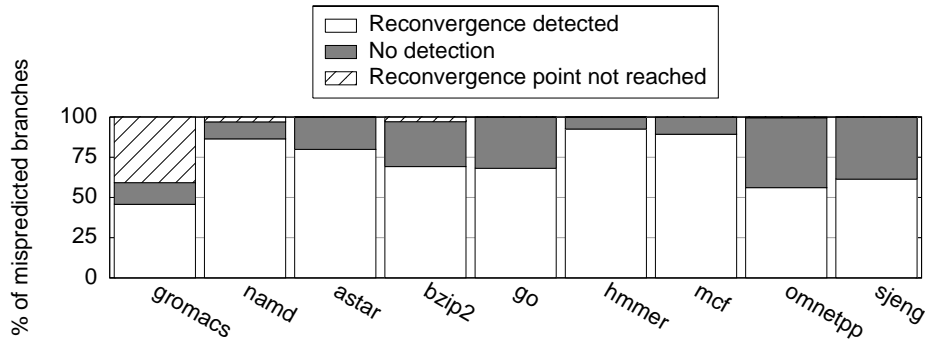 Reconvergence detected
No detection
Reconvergence point not reached
% of mispredicted branches
100
75
50
25
0
gromacs
namd
astar
bzip2
go
hmmer
mcf
omnetpp
sjeng